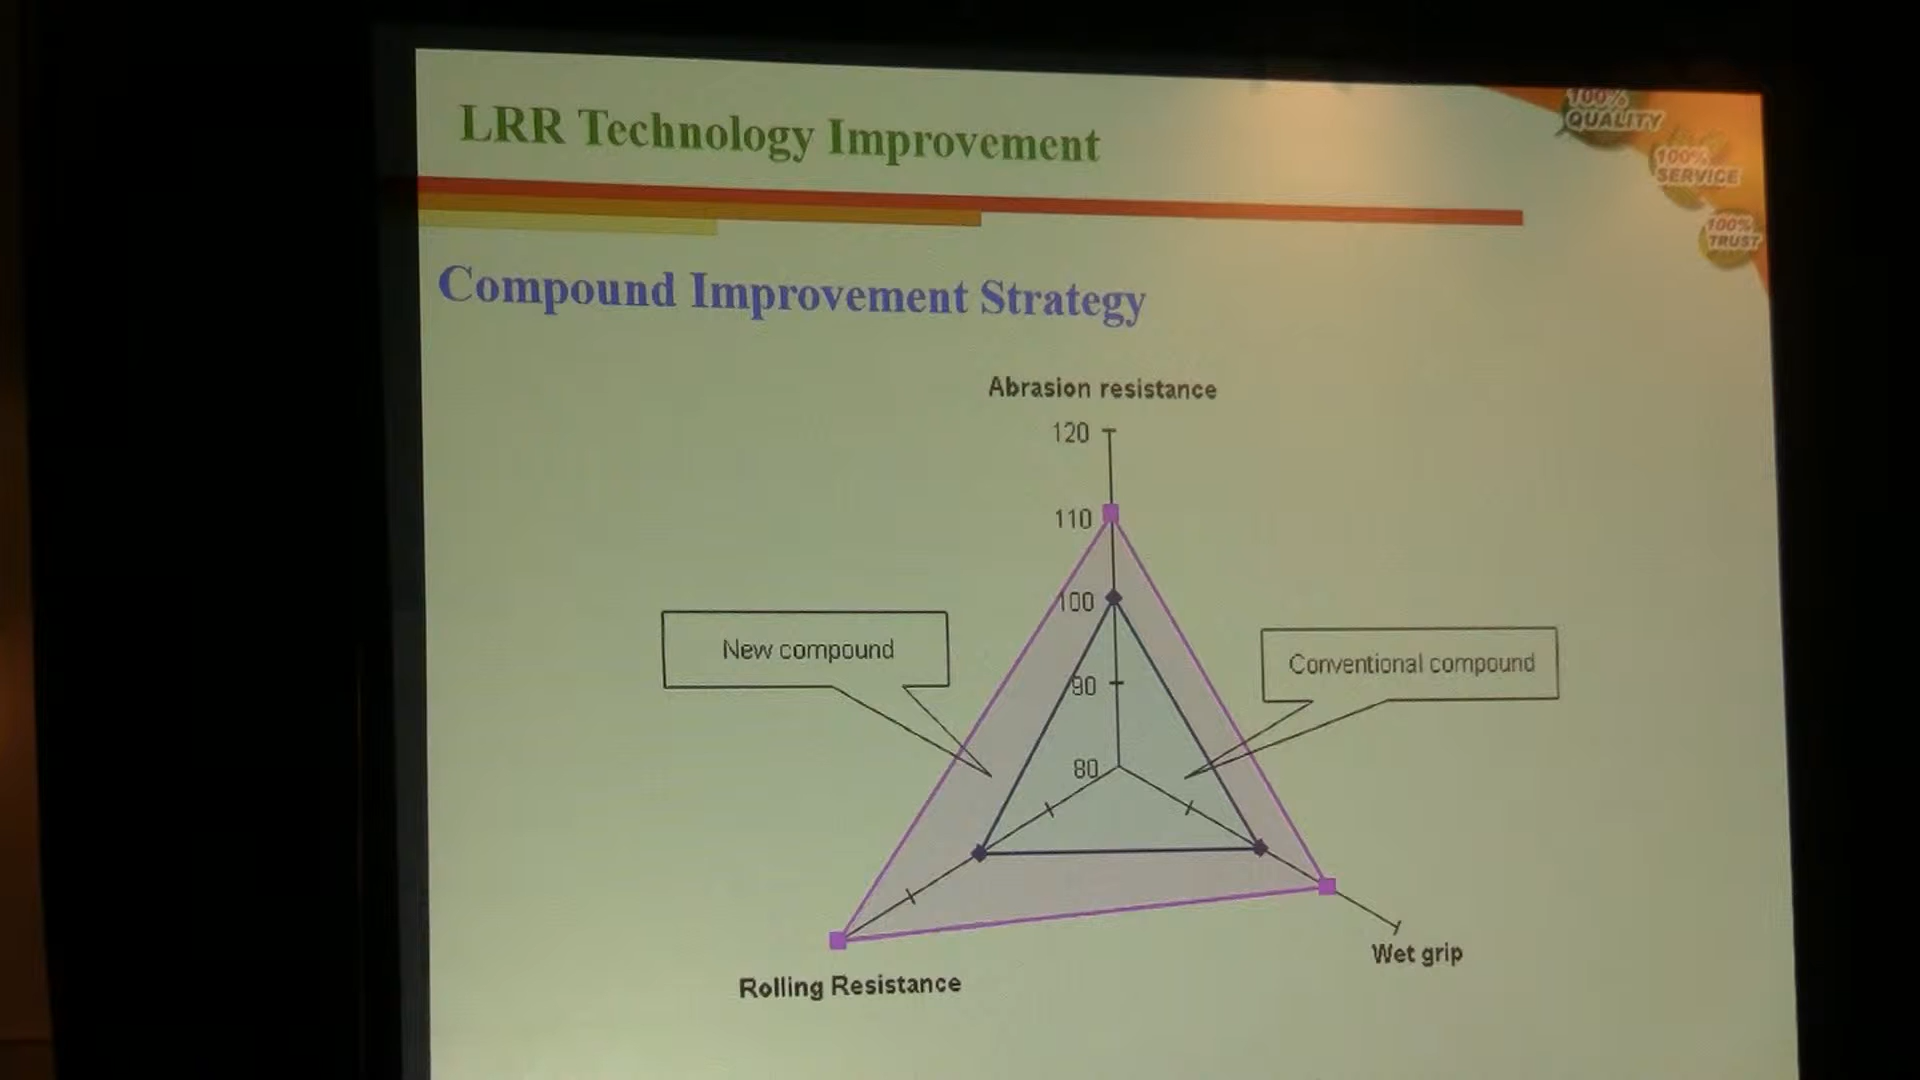 LRR Technology Improvement
100%
QUALITY
100%
SERVICE
100%
TRUST
Compound Improvement Strategy
Abrasion resistance
120
110
100
90
80
New compound
Conventional compound
Wet grip
Rolling Resistance